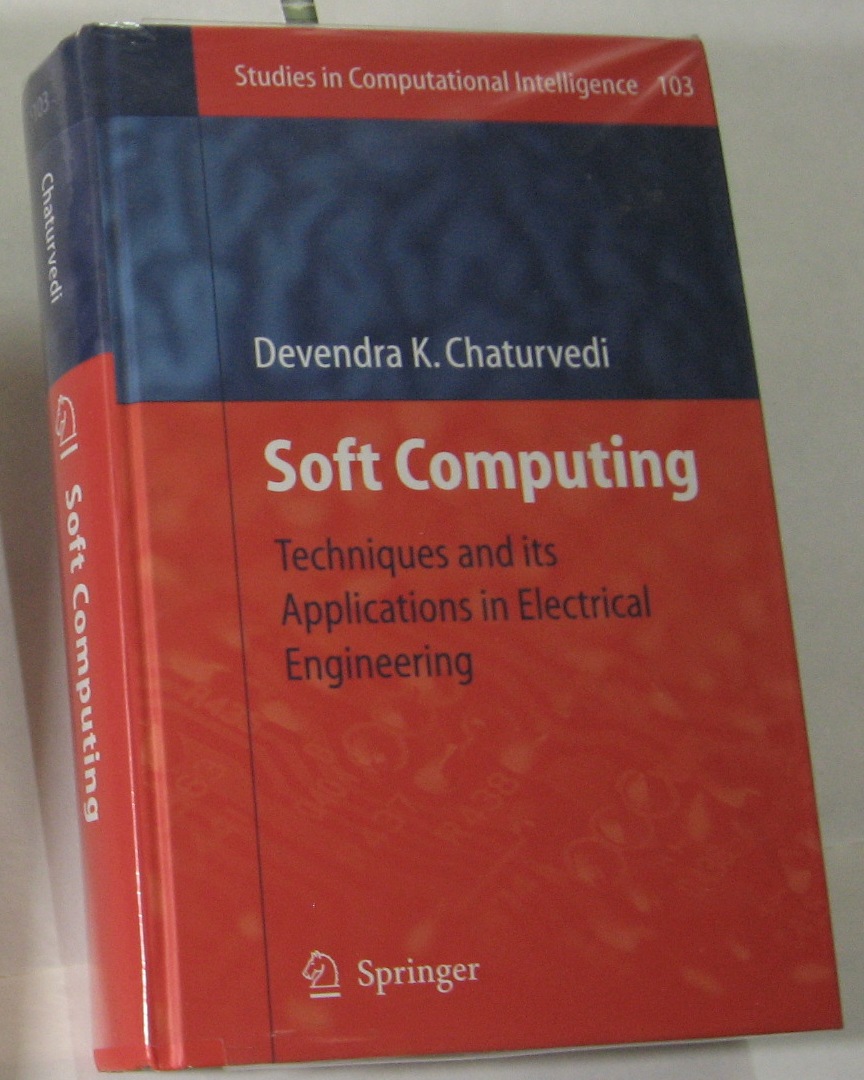 Studies in Computational Intelligence 103
Devendra K. Chaturvedi
Soft Computing
Techniques and its
Applications in Electrical
Engineering
Springer
103
Chaturvedi
Soft Computing